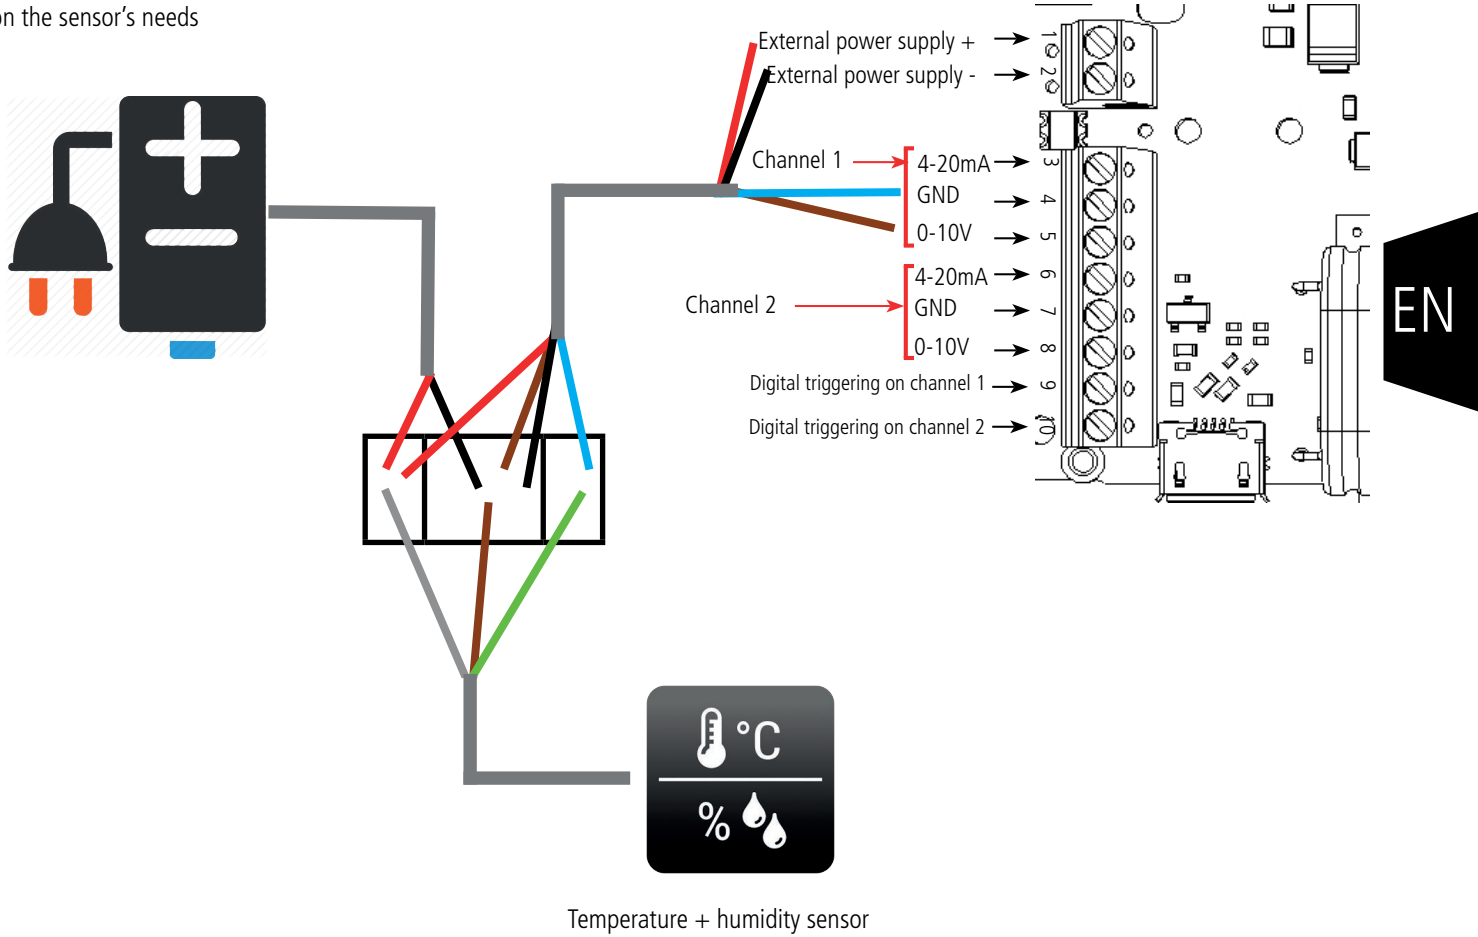 on the sensor's needs
External power supply +
External power supply -
Channel 1
4-20mA
GND
0-10V
Channel 2
4-20mA
GND
0-10V
Digital triggering on channel 1
Digital triggering on channel 2
1
2
3
4
5
6
7
8
9
10
EN
°C
%
Temperature + humidity sensor